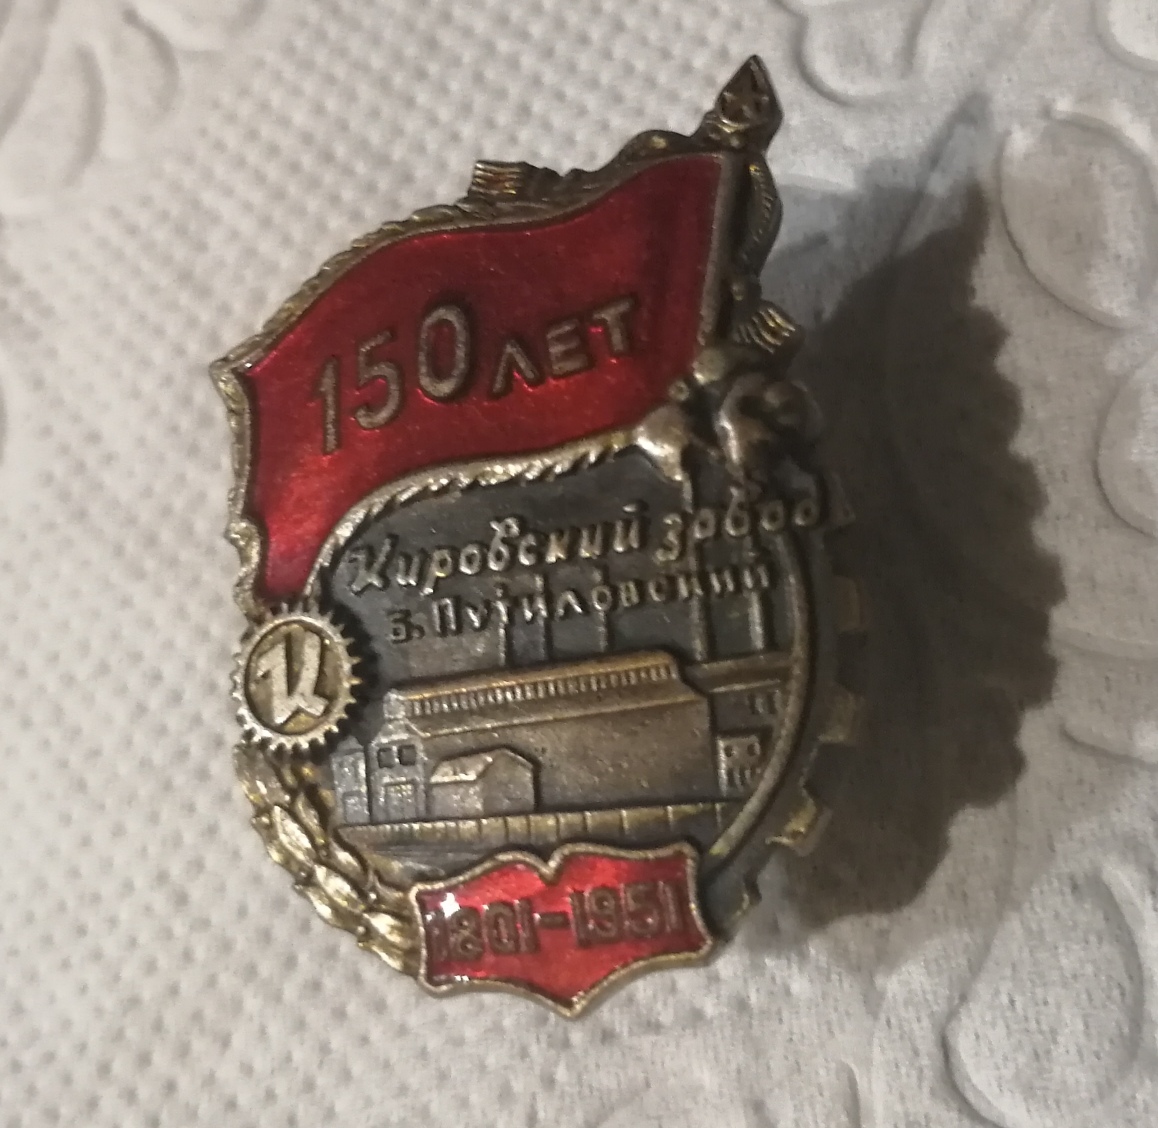 150 ЛЕТ
Кировский завод
б. Путиловский
К
1801-1951